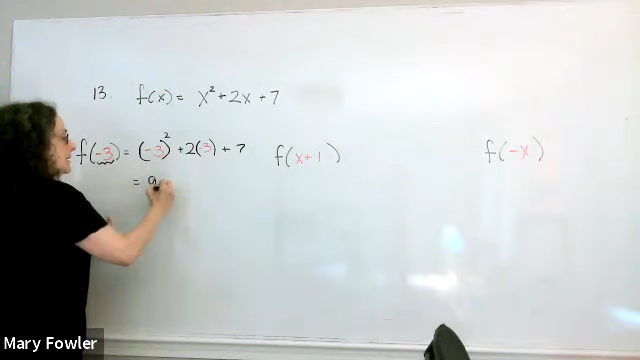 13. f(x) = x² + 2x + 7
f(-3) = (-3)² + 2(3) + 7
= 9
f(x+1)
f(-x)
Mary Fowler